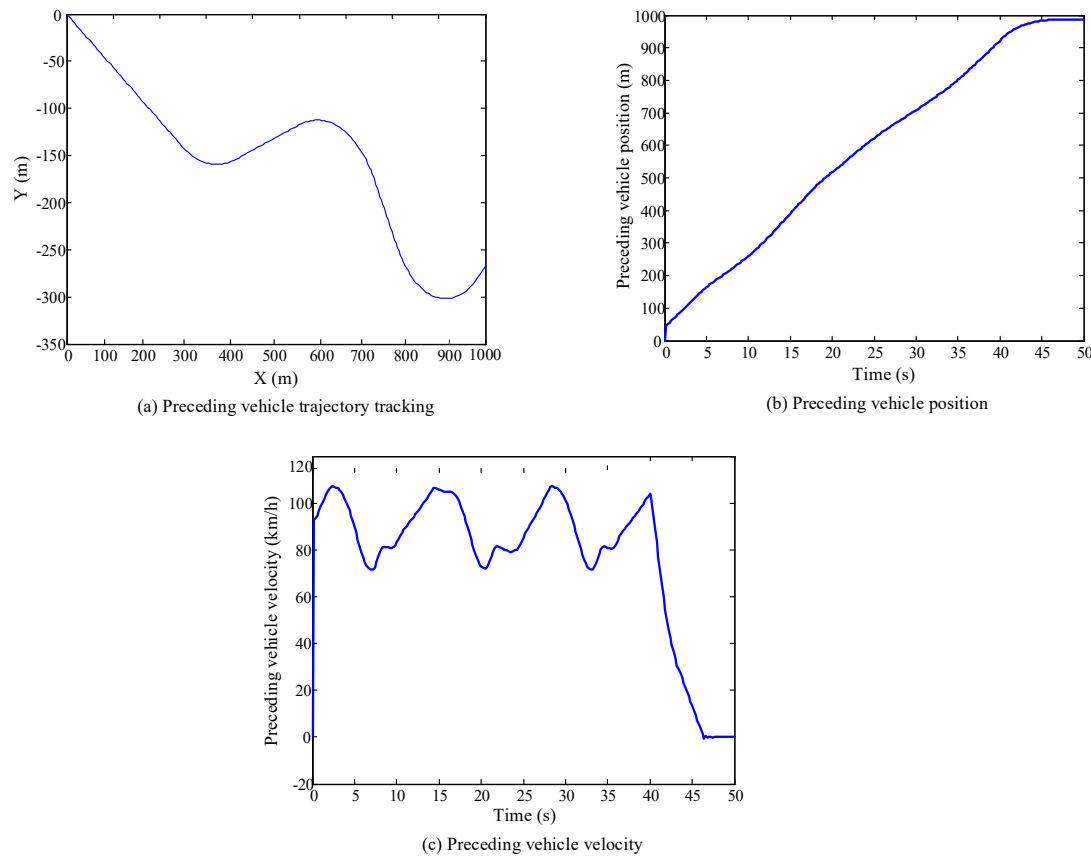 0
-50
-100
-150
-200
-250
-300
-350
Y (m)
0 100 200 300 400 500 600 700 800 900 1000
X (m)
(a) Preceding vehicle trajectory tracking
1000
900
800
700
600
500
400
300
200
100
0
Preceding vehicle position (m)
0 5 10 15 20 25 30 35 40 45 50
Time (s)
(b) Preceding vehicle position
120
100
80
60
40
20
0
-20
Preceding vehicle velocity (km/h)
0 5 10 15 20 25 30 35 40 45 50
Time (s)
(c) Preceding vehicle velocity